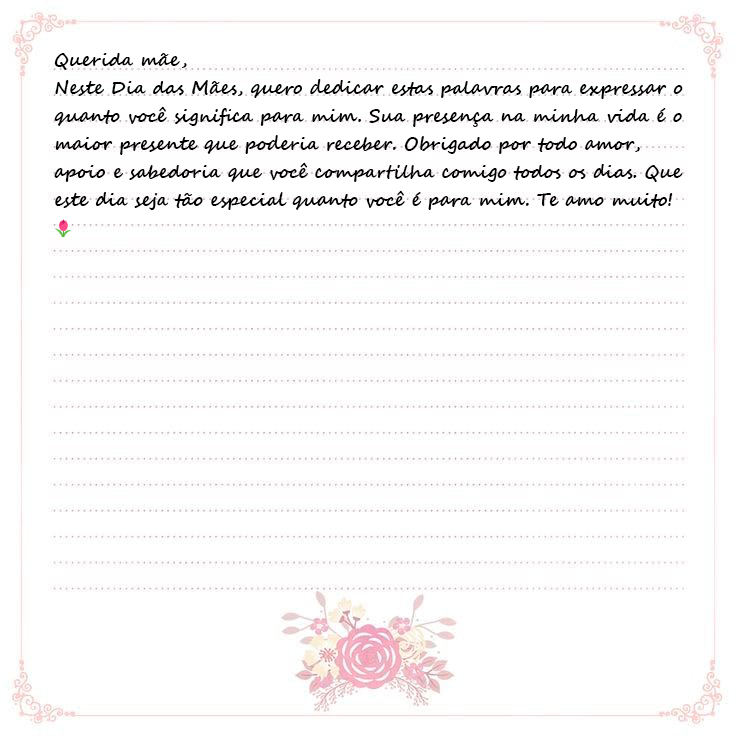 Querida mãe,
Neste Dia das Mães, quero dedicar estas palavras para expressar o
quanto você significa para mim. Sua presença na minha vida é o
maior presente que poderia receber. Obrigado por todo amor,
apoio e sabedoria que você compartilha comigo todos os dias. Que
este dia seja tão especial quanto você é para mim. Te amo muito!
🌷